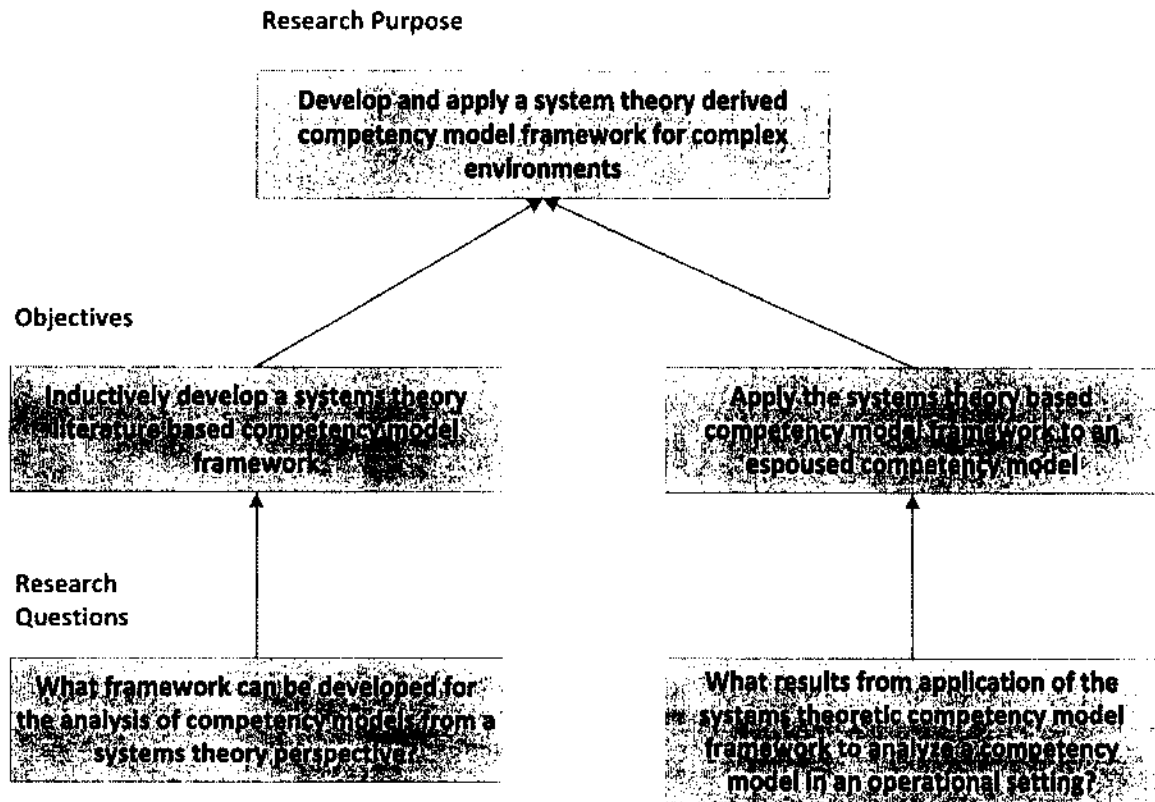 Research Purpose
Develop and apply a system theory derived
competency model framework for complex
environments
Objectives
Inductively develop a systems theory
literature based competency model
framework.
Apply the systems theory based
competency model framework to an
espoused competency model
Research
Questions
What framework can be developed for
the analysis of competency models from a
systems theory perspective?
What results from application of the
systems theoretic competency model
framework to analyze a competency
model in an operational setting?